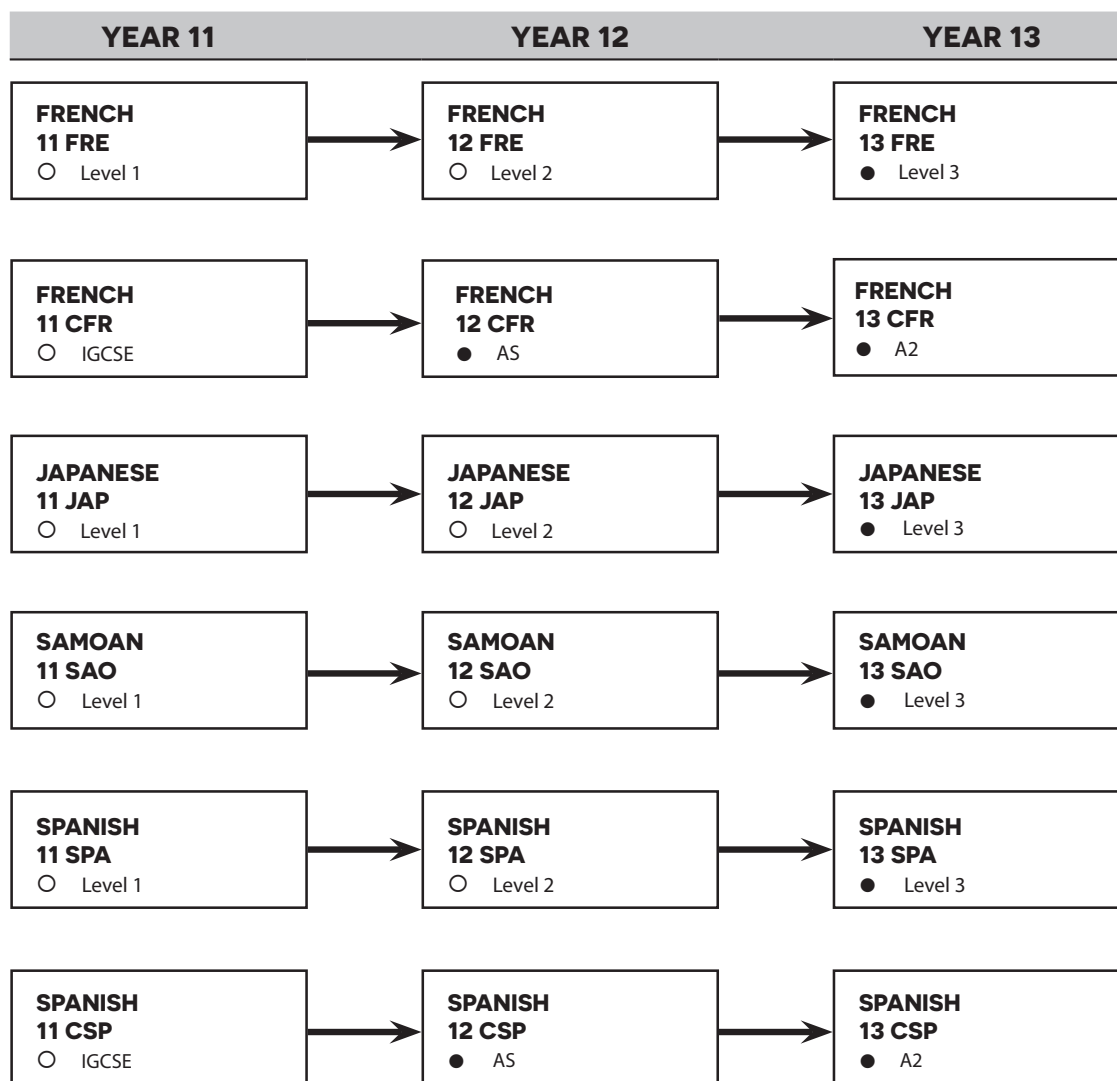 YEAR 11 YEAR 12 YEAR 13
FRENCH
11 FRE
○ Level 1
FRENCH
12 FRE
○ Level 2
FRENCH
13 FRE
● Level 3
FRENCH
11 CFR
○ IGCSE
FRENCH
12 CFR
● AS
FRENCH
13 CFR
● A2
JAPANESE
11 JAP
○ Level 1
JAPANESE
12 JAP
○ Level 2
JAPANESE
13 JAP
● Level 3
SAMOAN
11 SAO
○ Level 1
SAMOAN
12 SAO
○ Level 2
SAMOAN
13 SAO
● Level 3
SPANISH
11 SPA
○ Level 1
SPANISH
12 SPA
○ Level 2
SPANISH
13 SPA
● Level 3
SPANISH
11 CSP
○ IGCSE
SPANISH
12 CSP
● AS
SPANISH
13 CSP
● A2